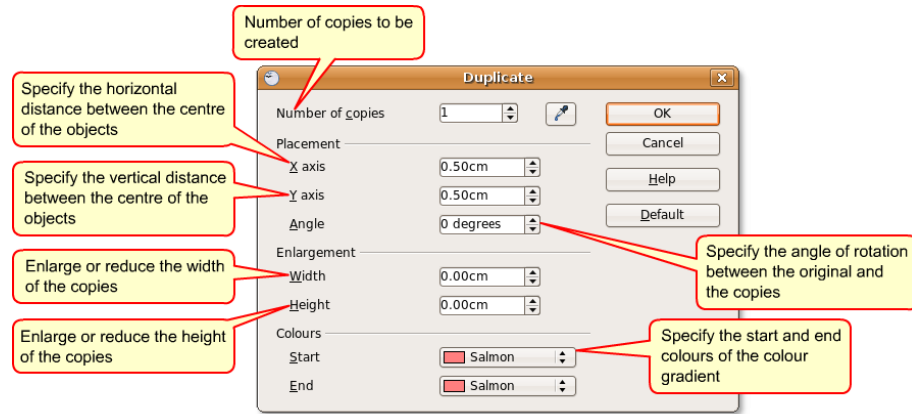 Number of copies to be
created
Duplicate
Specify the horizontal
distance between the centre
of the objects
Number of copies 1 OK
Placement Cancel
X axis 0.50cm
Specify the vertical distance
between the centre of the
objects
Help
Y axis 0.50cm
Default
Angle 0 degrees
Specify the angle of rotation
between the original and
the copies
Enlargement
Enlarge or reduce the width
of the copies
Width 0.00cm
Height 0.00cm
Enlarge or reduce the height
of the copies
Colours
Specify the start and end
colours of the colour
gradient
Start Salmon
End Salmon